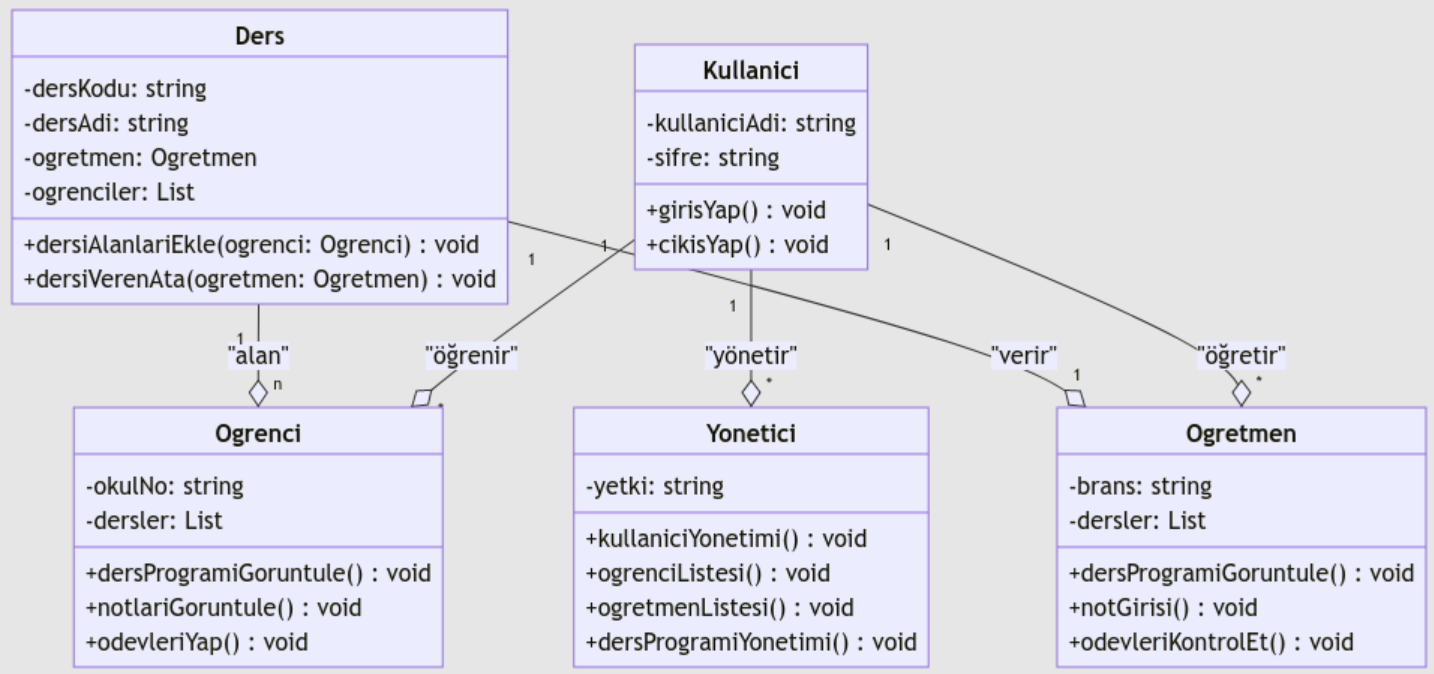 Ders
-dersKodu: string
-dersAdi: string
-ogretmen: Ogretmen
-ogrenciler: List
+dersiAlanlariEkle(ogrenci: Ogrenci) : void
+dersiVerenAta(ogretmen: Ogretmen) : void
Kullanici
-kullaniciAdi: string
-sifre: string
+girisYap() : void
+cikisYap() : void
1
1
1
1
1
"alan"
n
"öğrenir"
*
"yönetir"
*
"verir"
1
"öğretir"
*
Ogrenci
-okulNo: string
-dersler: List
+dersProgramiGoruntule() : void
+notlariGoruntule() : void
+odevleriYap() : void
Yonetici
-yetki: string
+kullaniciYonetimi() : void
+ogrenciListesi() : void
+ogretmenListesi() : void
+dersProgramiYonetimi() : void
Ogretmen
-brans: string
-dersler: List
+dersProgramiGoruntule() : void
+notGirisi() : void
+odevleriKontrolEt() : void